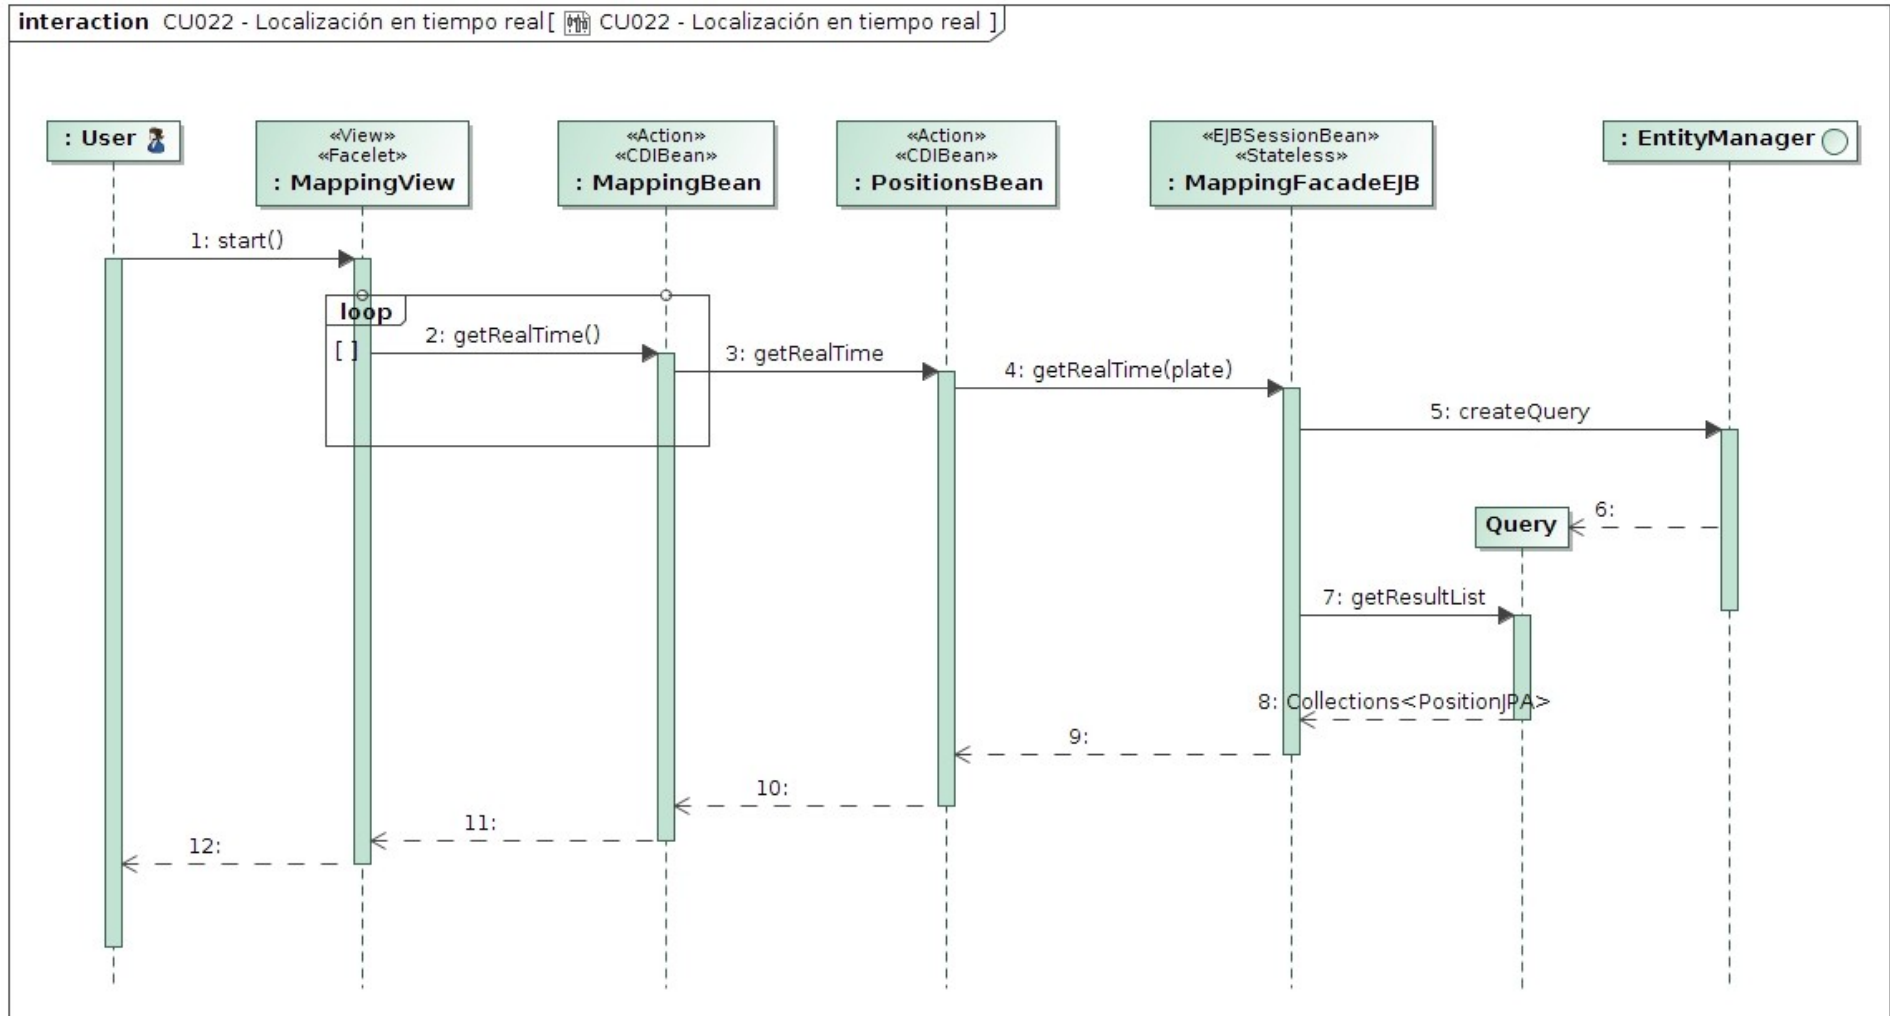 interaction CU022 - Localización en tiempo real[ CU022 - Localización en tiempo real ]
: User
«View»
«Facelet»
: MappingView
«Action»
«CDIBean»
: MappingBean
«Action»
«CDIBean»
: PositionsBean
«EJBSessionBean»
«Stateless»
: MappingFacadeEJB
: EntityManager
1: start()
loop
[ ]
2: getRealTime()
3: getRealTime
4: getRealTime(plate)
5: createQuery
6:
Query
7: getResultList
8: Collections<PositionJPA>
9:
10:
11:
12: